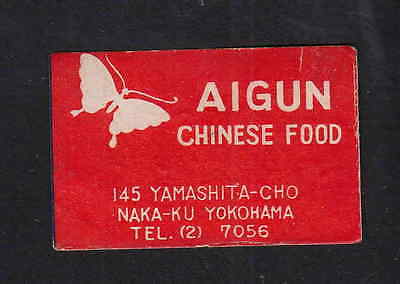 AIGUN
CHINESE FOOD
145 YAMASHITA-CHO
NAKA-KU YOKOHAMA
TEL. (2) 7056